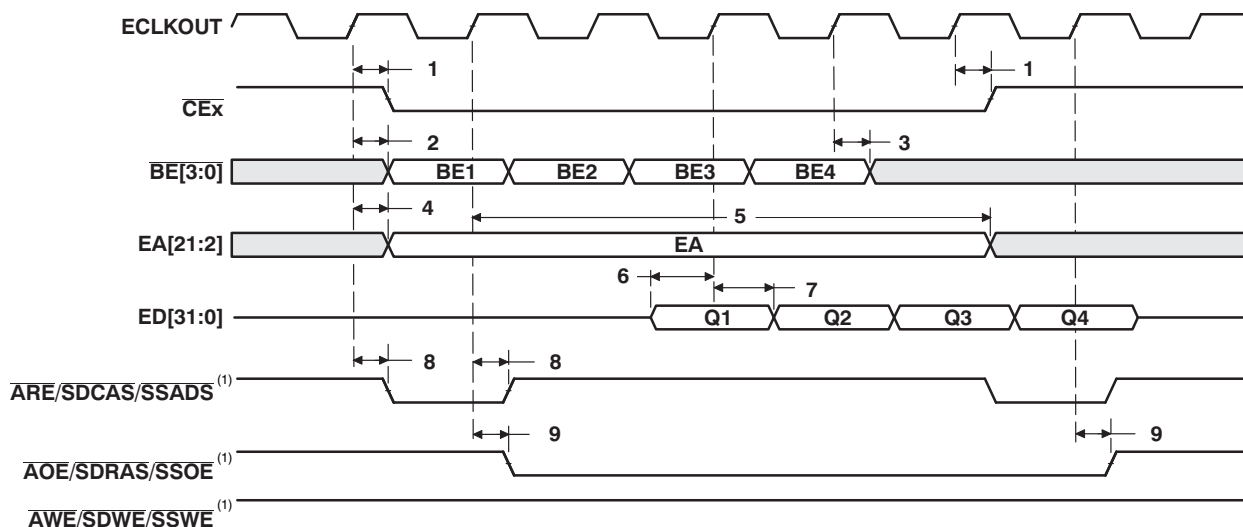 ECLKOUT
1 1
CEx
2 3
BE[3:0] BE1 BE2 BE3 BE4
4 5
EA[21:2] EA
6 7
ED[31:0] Q1 Q2 Q3 Q4
8 8
ARE/SDCAS/SSADS(1)
9 9
AOE/SDRAS/SSOE(1)
AWE/SDWE/SSWE(1)